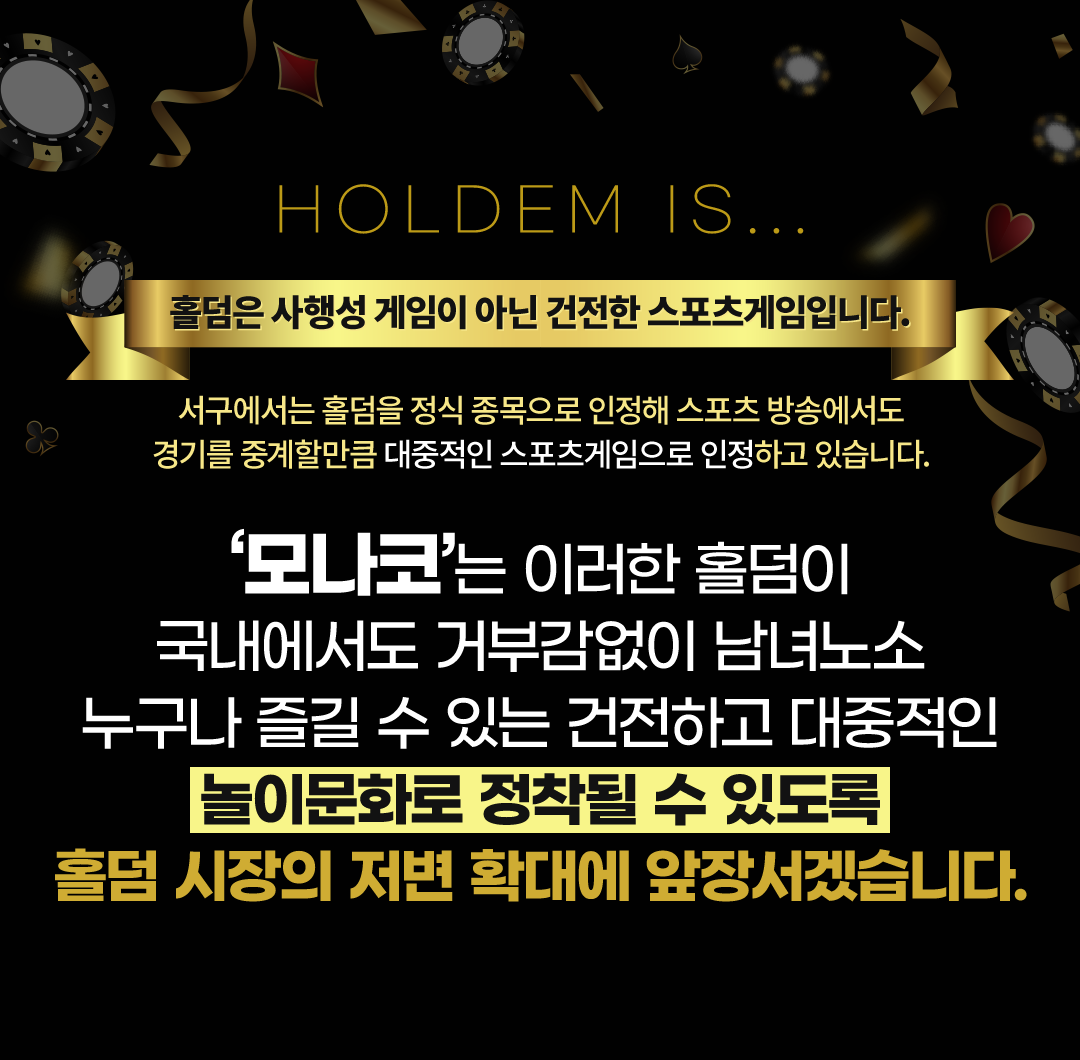 HOLDEM IS...
홀덤은 사행성 게임이 아닌 건전한 스포츠게임입니다.
서구에서는 홀덤을 정식 종목으로 인정해 스포츠 방송에서도
경기를 중계할만큼 대중적인 스포츠게임으로 인정하고 있습니다.
‘모나코’는 이러한 홀덤이
국내에서도 거부감없이 남녀노소
누구나 즐길 수 있는 건전하고 대중적인
놀이문화로 정착될 수 있도록
홀덤 시장의 저변 확대에 앞장서겠습니다.